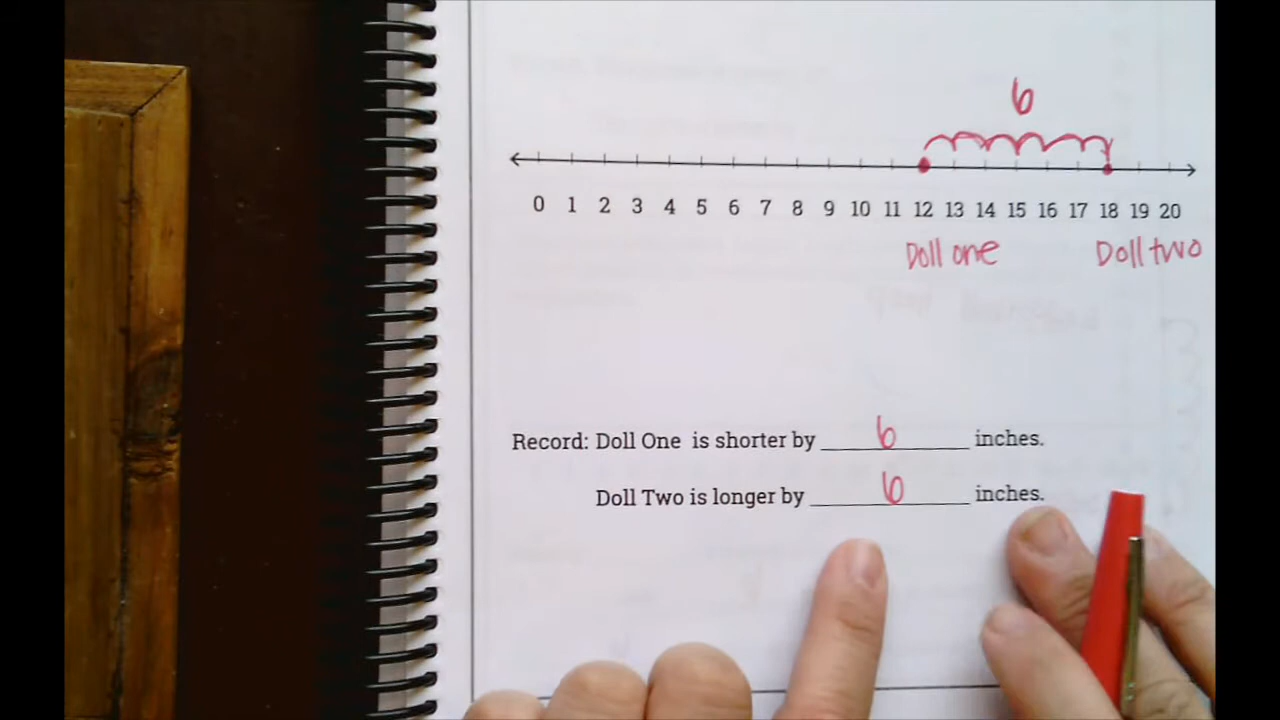 6
0 1 2 3 4 5 6 7 8 9 10 11 12 13 14 15 16 17 18 19 20
Doll one Doll two
Record: Doll One is shorter by 6 inches.
Doll Two is longer by 6 inches.